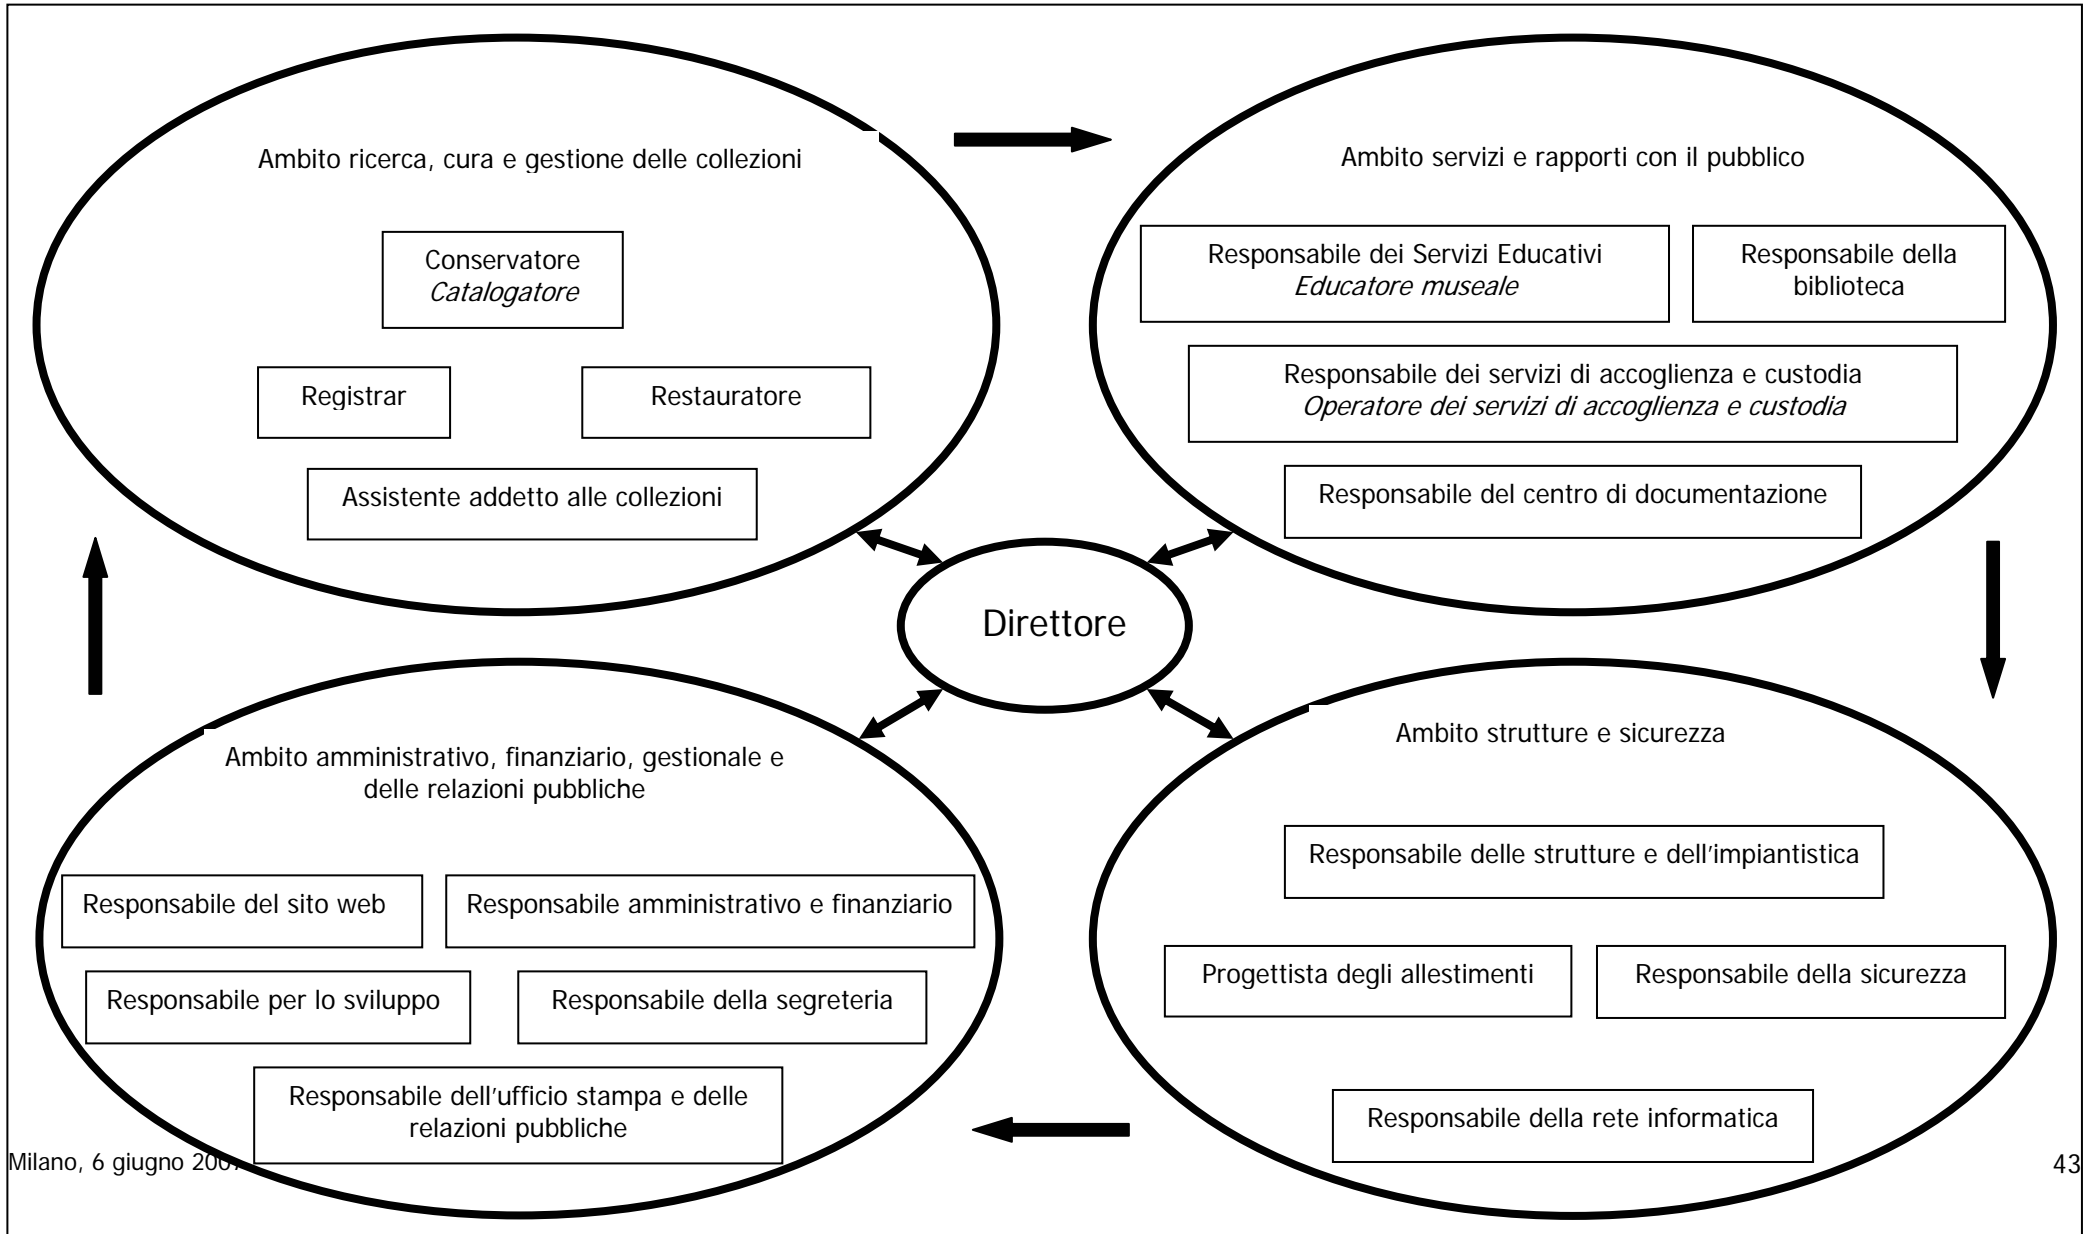 Ambito ricerca, cura e gestione delle collezioni
Conservatore
Catalogatore
Registrar
Restauratore
Assistente addetto alle collezioni
Ambito servizi e rapporti con il pubblico
Responsabile dei Servizi Educativi
Educatore museale
Responsabile della
biblioteca
Responsabile dei servizi di accoglienza e custodia
Operatore dei servizi di accoglienza e custodia
Responsabile del centro di documentazione
Direttore
Ambito amministrativo, finanziario, gestionale e
delle relazioni pubbliche
Responsabile del sito web
Responsabile amministrativo e finanziario
Responsabile per lo sviluppo
Responsabile della segreteria
Responsabile dell'ufficio stampa e delle
relazioni pubbliche
Ambito strutture e sicurezza
Responsabile delle strutture e dell'impiantistica
Progettista degli allestimenti
Responsabile della sicurezza
Responsabile della rete informatica
Milano, 6 giugno
43